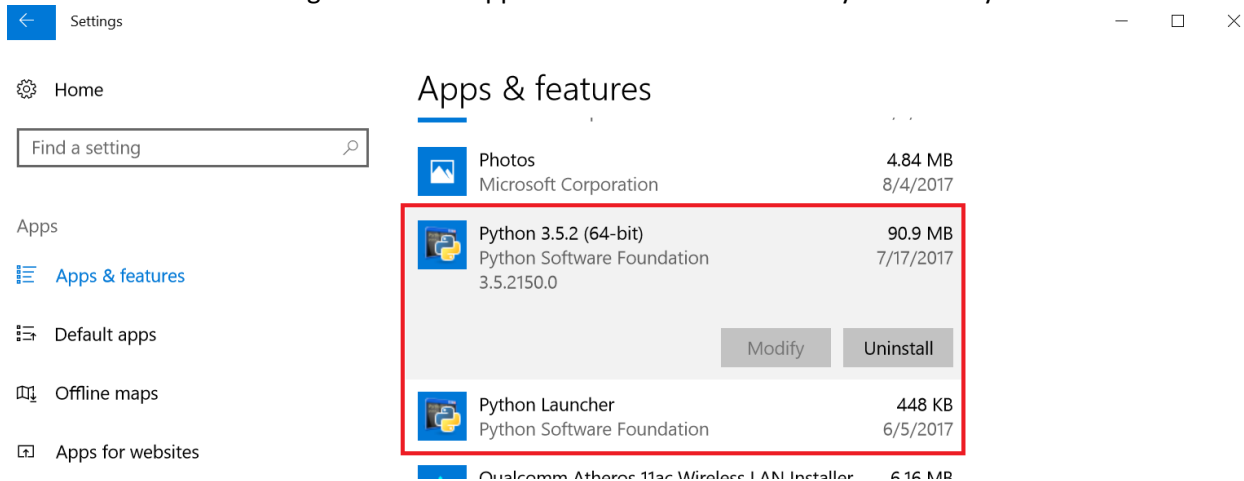 Settings
Home
Find a setting
Apps
Apps & features
Default apps
Offline maps
Apps for websites
Apps & features
Photos 4.84 MB
Microsoft Corporation 8/4/2017
Python 3.5.2 (64-bit) 90.9 MB
Python Software Foundation 7/17/2017
3.5.2150.0
Modify Uninstall
Python Launcher 448 KB
Python Software Foundation 6/5/2017
Qualcomm Atheros 11ac Wireless LAN Installer 6.16 MB